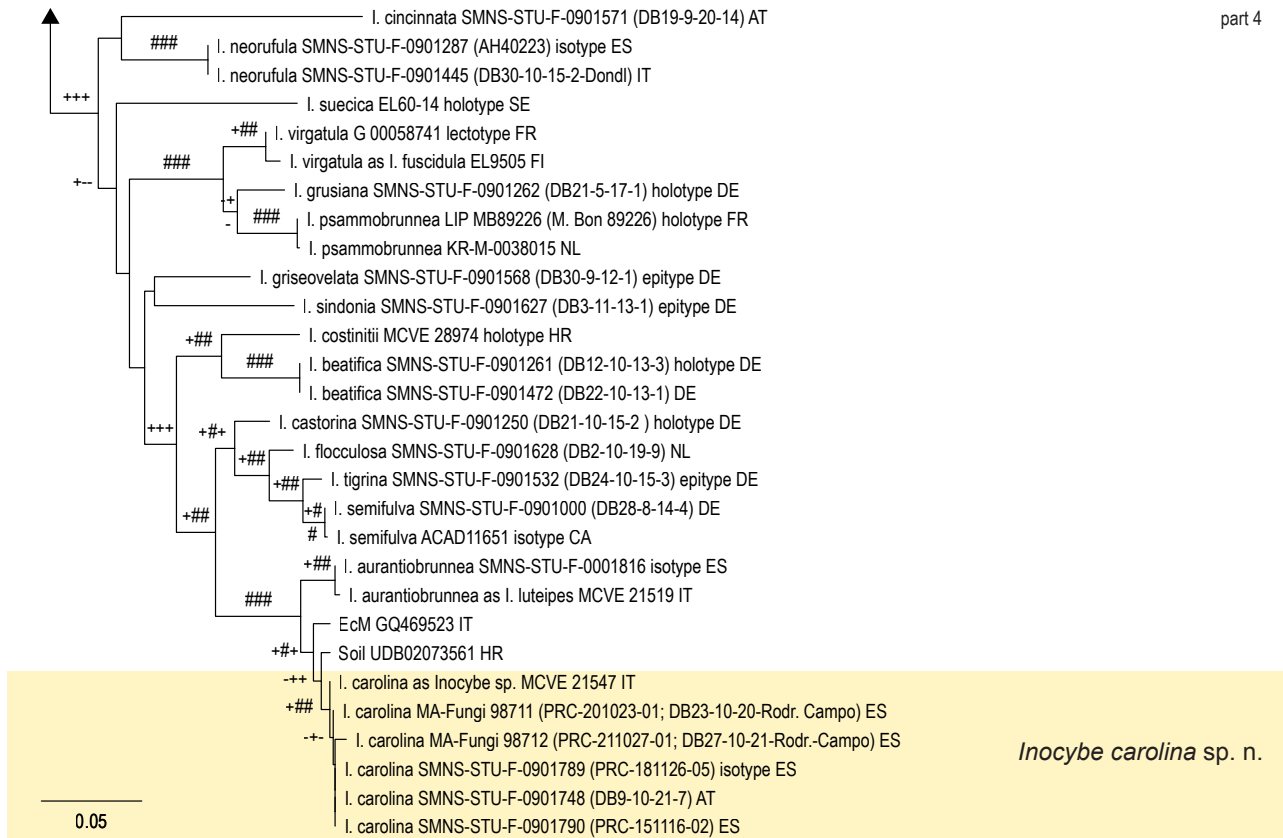 I. cincinnata SMNS-STU-F-0901571 (DB19-9-20-14) AT
part 4
###
I. neorufula SMNS-STU-F-0901287 (AH40223) isotype ES
I. neorufula SMNS-STU-F-0901445 (DB30-10-15-2-Dondl) IT
+++
I. suecica EL60-14 holotype SE
+##
I. virgatula G 00058741 lectotype FR
###
I. virgatula as I. fuscidula EL9505 FI
+--
I. grusiana SMNS-STU-F-0901262 (DB21-5-17-1) holotype DE
-+
-
###
I. psammobrunnea LIP MB89226 (M. Bon 89226) holotype FR
I. psammobrunnea KR-M-0038015 NL
I. griseovelata SMNS-STU-F-0901568 (DB30-9-12-1) epitype DE
I. sindonia SMNS-STU-F-0901627 (DB3-11-13-1) epitype DE
+##
I. costinitii MCVE 28974 holotype HR
###
I. beatifica SMNS-STU-F-0901261 (DB12-10-13-3) holotype DE
I. beatifica SMNS-STU-F-0901472 (DB22-10-13-1) DE
+++
+#+
I. castorina SMNS-STU-F-0901250 (DB21-10-15-2 ) holotype DE
+##
I. flocculosa SMNS-STU-F-0901628 (DB2-10-19-9) NL
+##
I. tigrina SMNS-STU-F-0901532 (DB24-10-15-3) epitype DE
+##
+#
#
I. semifulva SMNS-STU-F-0901000 (DB28-8-14-4) DE
I. semifulva ACAD11651 isotype CA
+##
I. aurantiobrunnea SMNS-STU-F-0001816 isotype ES
###
I. aurantiobrunnea as I. luteipes MCVE 21519 IT
EcM GQ469523 IT
+#+
Soil UDB02073561 HR
-++
I. carolina as Inocybe sp. MCVE 21547 IT
+##
I. carolina MA-Fungi 98711 (PRC-201023-01; DB23-10-20-Rodr. Campo) ES
-+-
I. carolina MA-Fungi 98712 (PRC-211027-01; DB27-10-21-Rodr.-Campo) ES
Inocybe carolina sp. n.
I. carolina SMNS-STU-F-0901789 (PRC-181126-05) isotype ES
I. carolina SMNS-STU-F-0901748 (DB9-10-21-7) AT
I. carolina SMNS-STU-F-0901790 (PRC-151116-02) ES
0.05